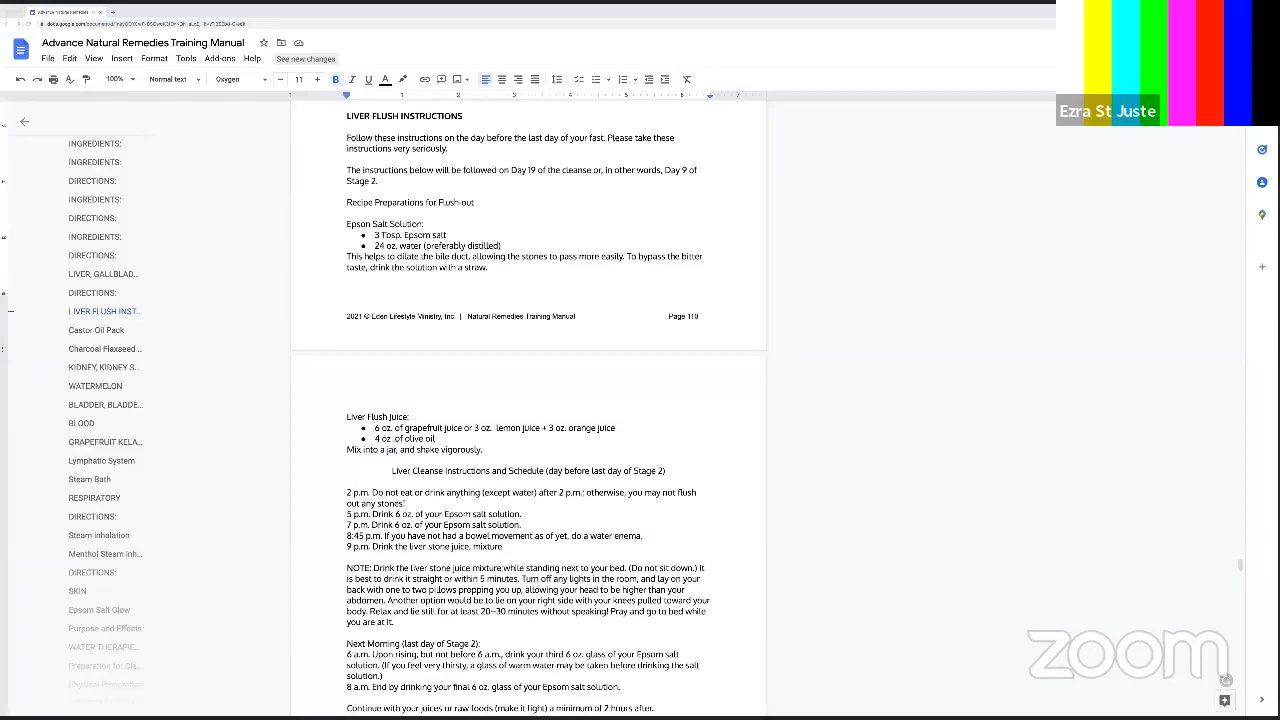 Advance Natural Remedies T
Advance Natural Remedies Training Manual
File Edit View Insert Format Tools Add-ons Help See new changes
100% Normal text Oxygen 11
1 2 3 4 5 6 7
Ezra St Juste
INGREDIENTS:
INGREDIENTS:
DIRECTIONS:
INGREDIENTS:
DIRECTIONS:
INGREDIENTS:
DIRECTIONS:
LIVER, GALLBLAD...
DIRECTIONS:
LIVER FLUSH INST...
Castor Oil Pack
Charcoal Flaxseed ...
KIDNEY, KIDNEY S...
WATERMELON
BLADDER, BLADDE...
BLOOD
GRAPEFRUIT KELA...
Lymphatic System
Steam Bath
RESPIRATORY
DIRECTIONS:
Steam inhalation
Menthol Steam inh...
DIRECTIONS:
SKIN
Epsom Salt Glow
Purpose and Effects
WATER THERAPIE...
Preparation for Cle...
Physical Preparation
LIVER FLUSH INSTRUCTIONS
Follow these instructions on the day before the last day of your fast. Please take these
instructions very seriously.
The instructions below will be followed on Day 19 of the cleanse or, in other words, Day 9 of
Stage 2.
Recipe Preparations for Flush-out
Epson Salt Solution:
● 3 Tbsp. Epsom salt
● 24 oz. water (preferably distilled)
This helps to dilate the bile duct, allowing the stones to pass more easily. To bypass the bitter
taste, drink the solution with a straw.
2021 © Eden Lifestyle Ministry, Inc. | Natural Remedies Training Manual Page 110
Liver Flush Juice:
● 6 oz. of grapefruit juice or 3 oz. lemon juice + 3 oz. orange juice
● 4 oz .of olive oil
Mix into a jar, and shake vigorously.
Liver Cleanse Instructions and Schedule (day before last day of Stage 2)
2 p.m. Do not eat or drink anything (except water) after 2 p.m.; otherwise, you may not flush
out any stones!
5 p.m. Drink 6 oz. of your Epsom salt solution.
7 p.m. Drink 6 oz. of your Epsom salt solution.
8:45 p.m. If you have not had a bowel movement as of yet, do a water enema.
9 p.m. Drink the liver stone juice. mixture
NOTE: Drink the liver stone juice mixture while standing next to your bed. (Do not sit down.) It
is best to drink it straight or within 5 minutes. Turn off any lights in the room, and lay on your
back with one to two pillows propping you up, allowing your head to be higher than your
abdomen. Another option would be to lie on your right side with your knees pulled toward your
body. Relax and lie still for at least 20–30 minutes without speaking! Pray and go to bed while
you are at it.
Next Morning (last day of Stage 2):
6 a.m. Upon rising, but not before 6 a.m., drink your third 6 oz. glass of your Epsom salt
solution. (If you feel very thirsty, a glass of warm water may be taken before drinking the salt
solution.)
8 a.m. End by drinking your final 6 oz. glass of your Epsom salt solution.
Continue with your juices or raw foods (make it light) a minimum of 2 hours after.
zoom